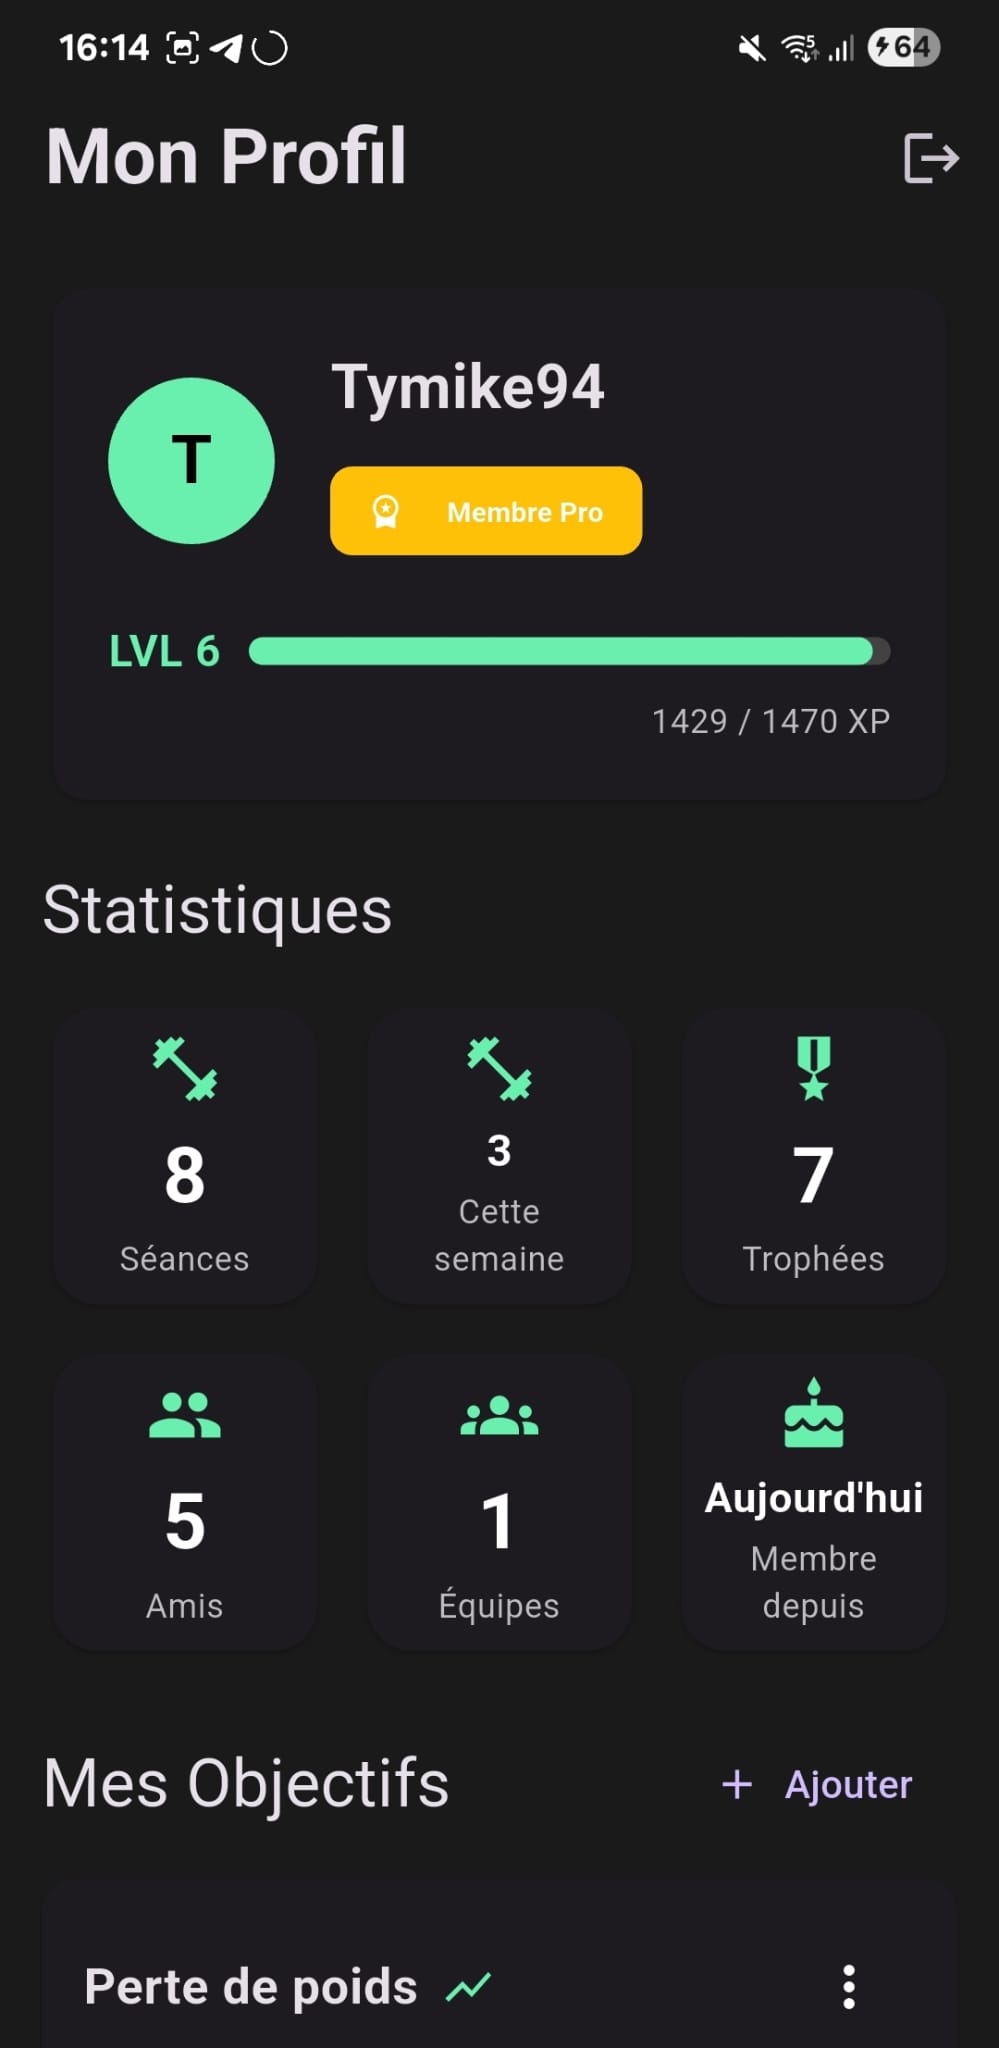 16:14
5
64
Mon Profil
Tymike94
T
Membre Pro
LVL 6
1429 / 1470 XP
Statistiques
8
Séances
3
Cette
semaine
7
Trophées
5
Amis
1
Équipes
Aujourd'hui
Membre
depuis
Mes Objectifs
+ Ajouter
Perte de poids